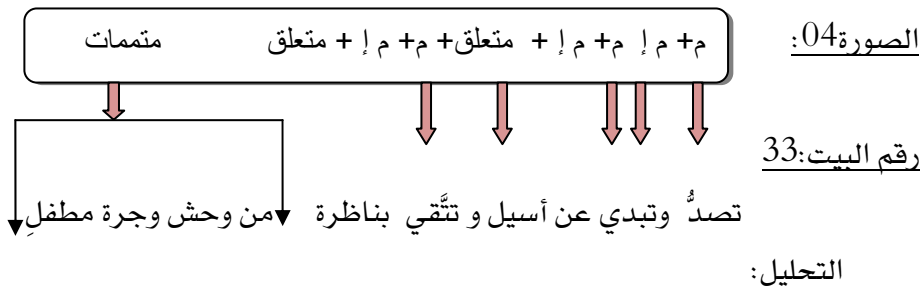 الصورة04:
م+ م إ م+ م إ + متعلق+ م+ م إ + متعلق متممات
رقم البيت:33
تصدُّ وتبدي عن أسيل و تتَّقي بناظرة من وحش وجرة مطفلِ
التحليل: